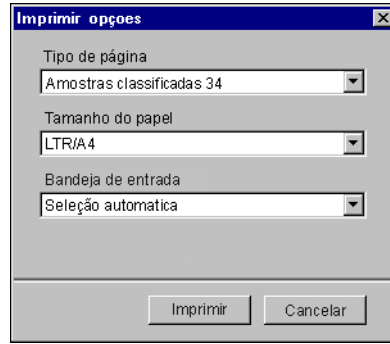 Imprimir opçoes
Tipo de página
Amostras classificadas 34
Tamanho do papel
LTR/A4
Bandeja de entrada
Seleção automatica
Imprimir
Cancelar